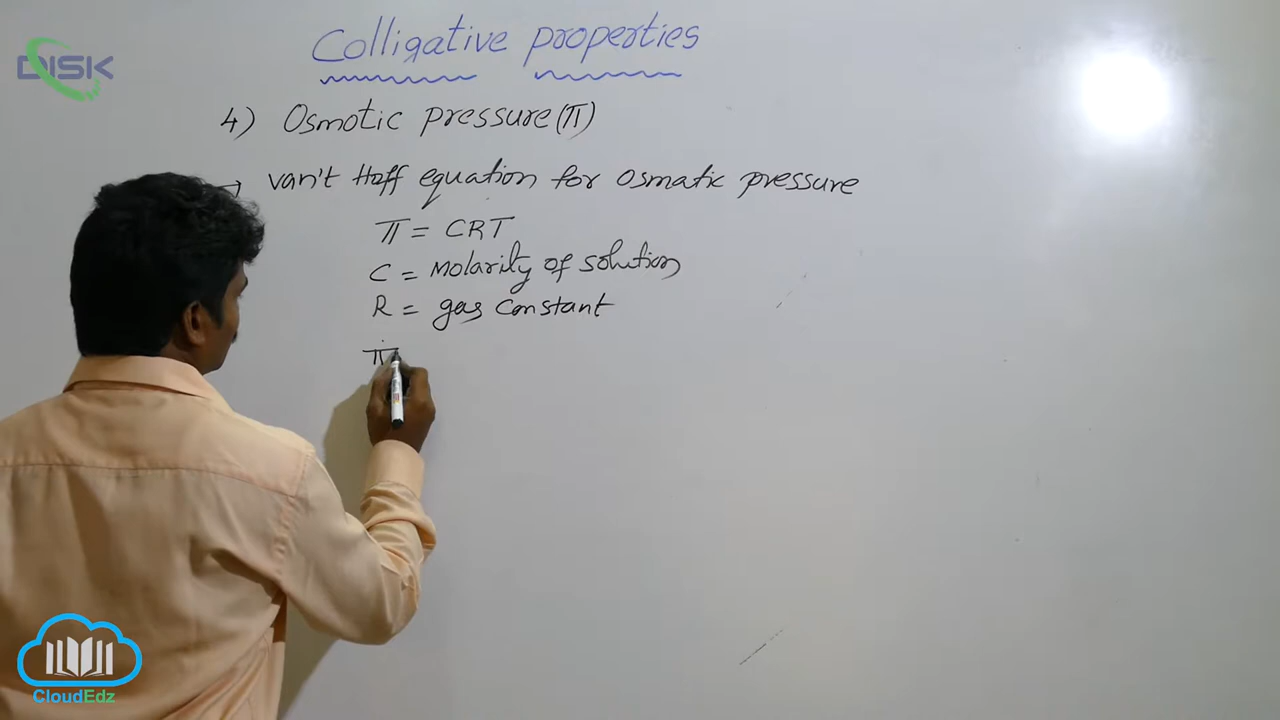 DISK
Colligative properties
4) Osmotic pressure (π)
→ van't Hoff equation for osmatic pressure
π = CRT
C = molarity of solution
R = gas constant
π
CloudEdz